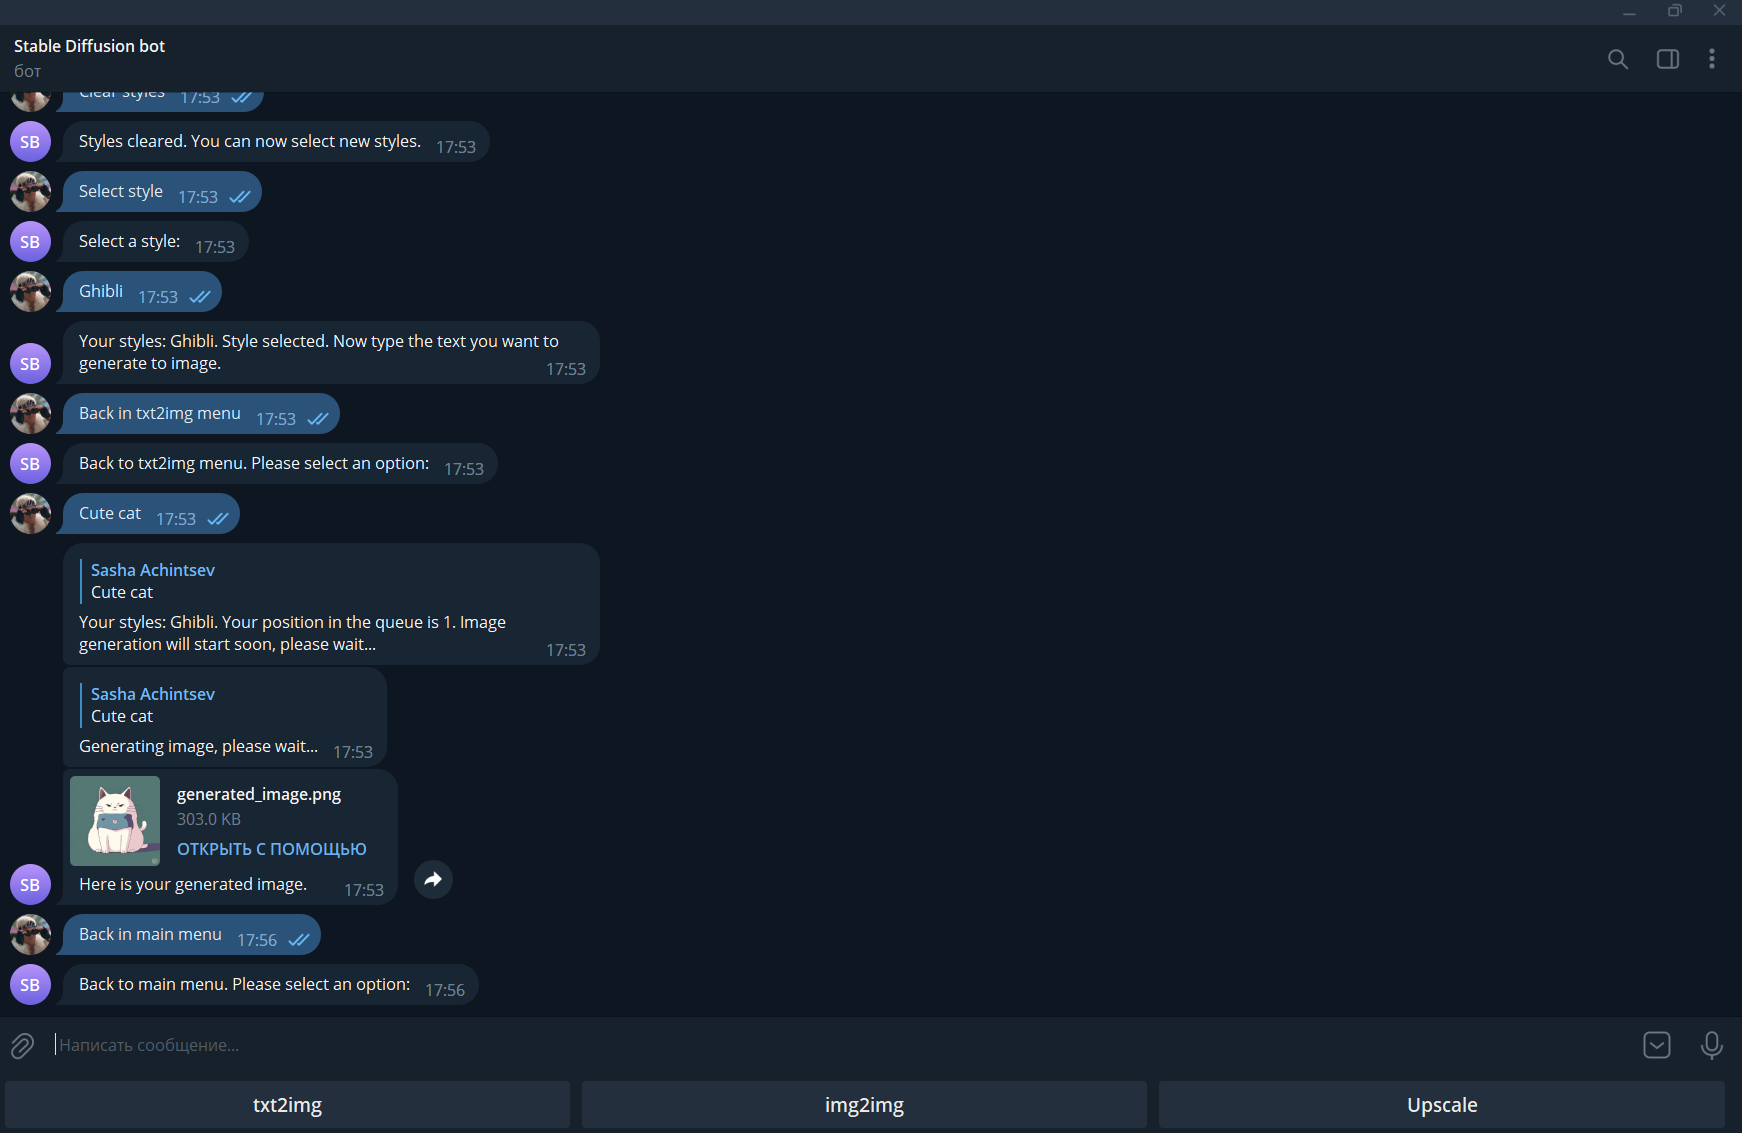 Stable Diffusion bot
бот
Clear styles 17:53
SB
Styles cleared. You can now select new styles. 17:53
Select style 17:53
SB
Select a style: 17:53
Ghibli 17:53
Your styles: Ghibli. Style selected. Now type the text you want to
SB
generate to image. 17:53
Back in txt2img menu 17:53
SB
Back to txt2img menu. Please select an option: 17:53
Cute cat 17:53
Sasha Achintsev
Cute cat
Your styles: Ghibli. Your position in the queue is 1. Image
generation will start soon, please wait... 17:53
Sasha Achintsev
Cute cat
Generating image, please wait... 17:53
generated_image.png
303.0 KB
ОТКРЫТЬ С ПОМОЩЬЮ
SB
Here is your generated image. 17:53
Back in main menu 17:56
SB
Back to main menu. Please select an option: 17:56
Написать сообщение...
txt2img
img2img
Upscale